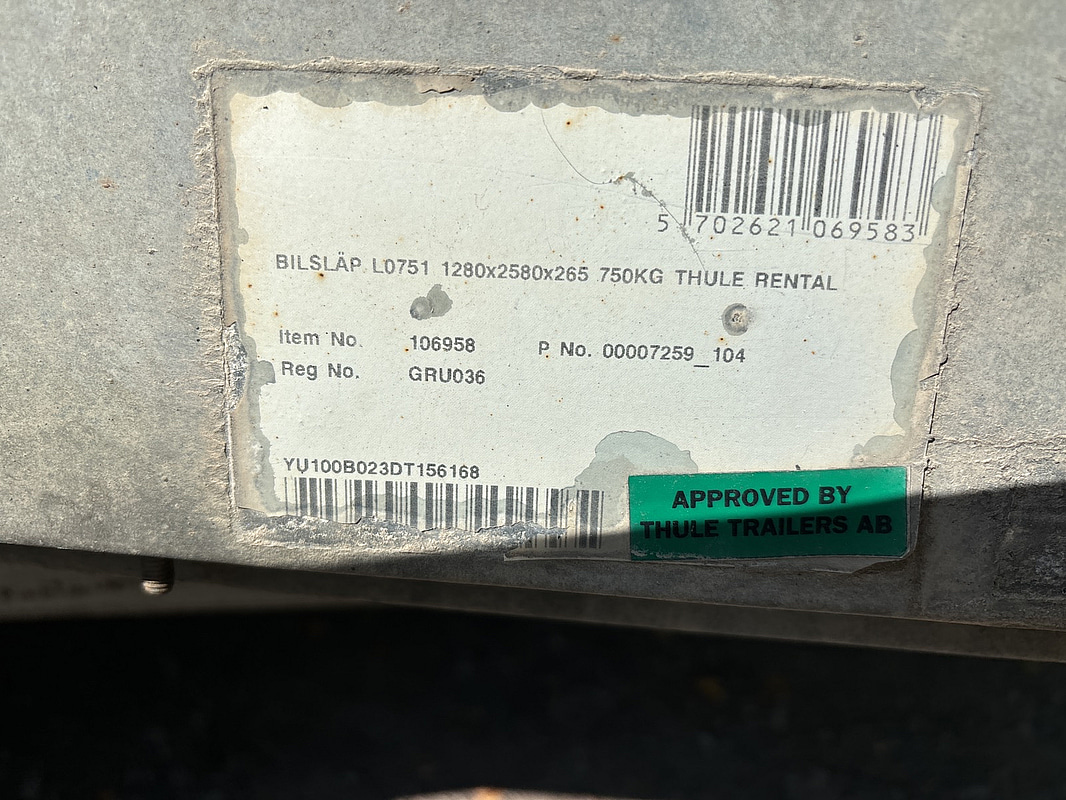 5 702621 069583
BILSLÄP L0751 1280x2580x265 750KG THULE RENTAL
Item No. 106958 P No. 00007259_104
Reg No. GRU036
YU100B023DT156168
APPROVED BY
THULE TRAILERS AB